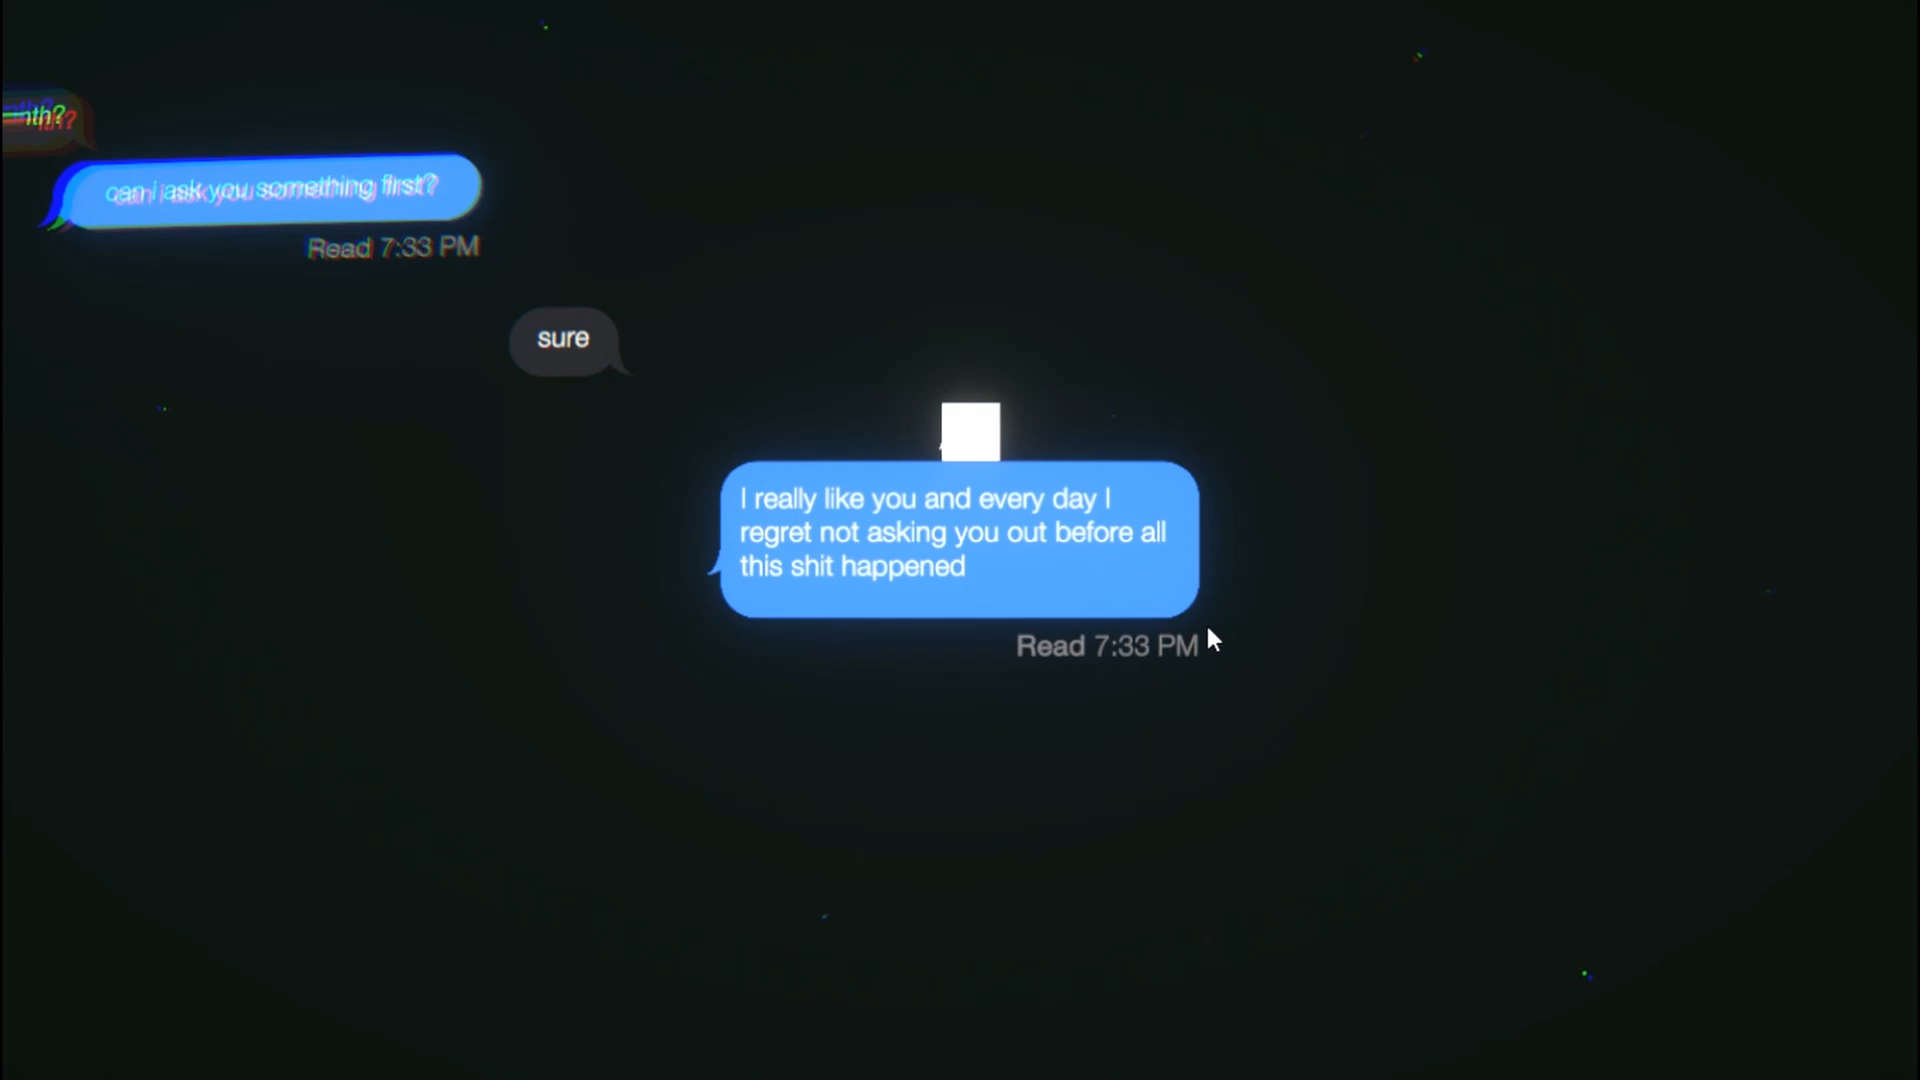 nth?
can i ask you something first?
Read 7:33 PM
sure
I really like you and every day I
regret not asking you out before all
this shit happened
Read 7:33 PM